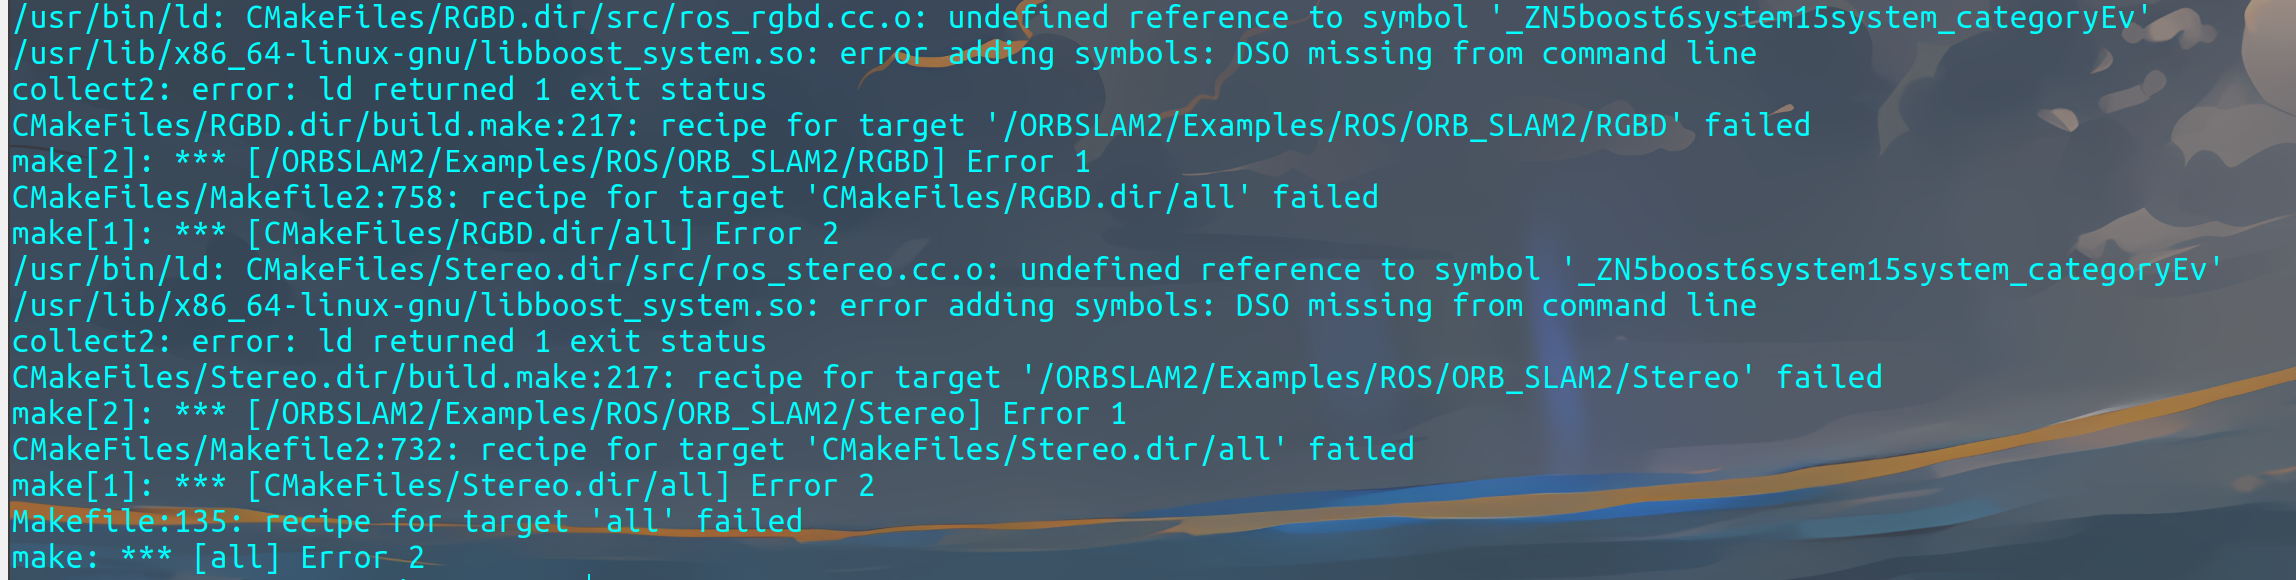 /usr/bin/ld: CMakeFiles/RGBD.dir/src/ros_rgbd.cc.o: undefined reference to symbol '_ZN5boost6system15system_categoryEv'
/usr/lib/x86_64-linux-gnu/libboost_system.so: error adding symbols: DSO missing from command line
collect2: error: ld returned 1 exit status
CMakeFiles/RGBD.dir/build.make:217: recipe for target '/ORBSLAM2/Examples/ROS/ORB_SLAM2/RGBD' failed
make[2]: *** [/ORBSLAM2/Examples/ROS/ORB_SLAM2/RGBD] Error 1
CMakeFiles/Makefile2:758: recipe for target 'CMakeFiles/RGBD.dir/all' failed
make[1]: *** [CMakeFiles/RGBD.dir/all] Error 2
/usr/bin/ld: CMakeFiles/Stereo.dir/src/ros_stereo.cc.o: undefined reference to symbol '_ZN5boost6system15system_categoryEv'
/usr/lib/x86_64-linux-gnu/libboost_system.so: error adding symbols: DSO missing from command line
collect2: error: ld returned 1 exit status
CMakeFiles/Stereo.dir/build.make:217: recipe for target '/ORBSLAM2/Examples/ROS/ORB_SLAM2/Stereo' failed
make[2]: *** [/ORBSLAM2/Examples/ROS/ORB_SLAM2/Stereo] Error 1
CMakeFiles/Makefile2:732: recipe for target 'CMakeFiles/Stereo.dir/all' failed
make[1]: *** [CMakeFiles/Stereo.dir/all] Error 2
Makefile:135: recipe for target 'all' failed
make: *** [all] Error 2